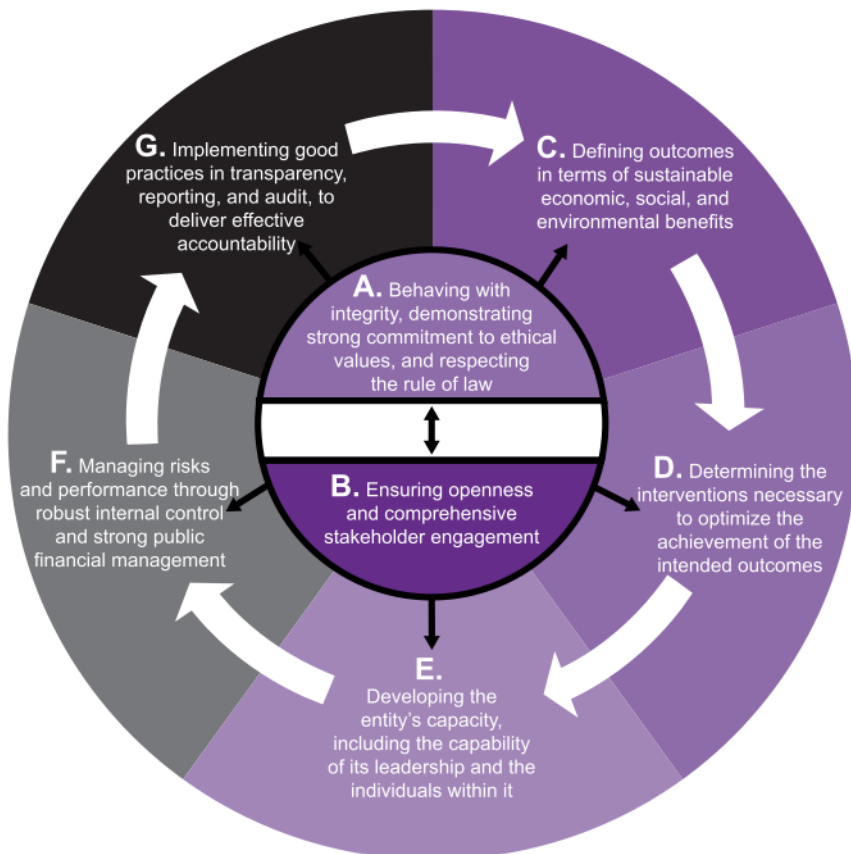 A. Behaving with
integrity, demonstrating
strong commitment to ethical
values, and respecting
the rule of law
B. Ensuring openness
and comprehensive
stakeholder engagement
C. Defining outcomes
in terms of sustainable
economic, social, and
environmental benefits
D. Determining the
interventions necessary
to optimize the
achievement of the
intended outcomes
E.
Developing the
entity’s capacity,
including the capability
of its leadership and the
individuals within it
F. Managing risks
and performance through
robust internal control
and strong public
financial management
G. Implementing good
practices in transparency,
reporting, and audit, to
deliver effective
accountability